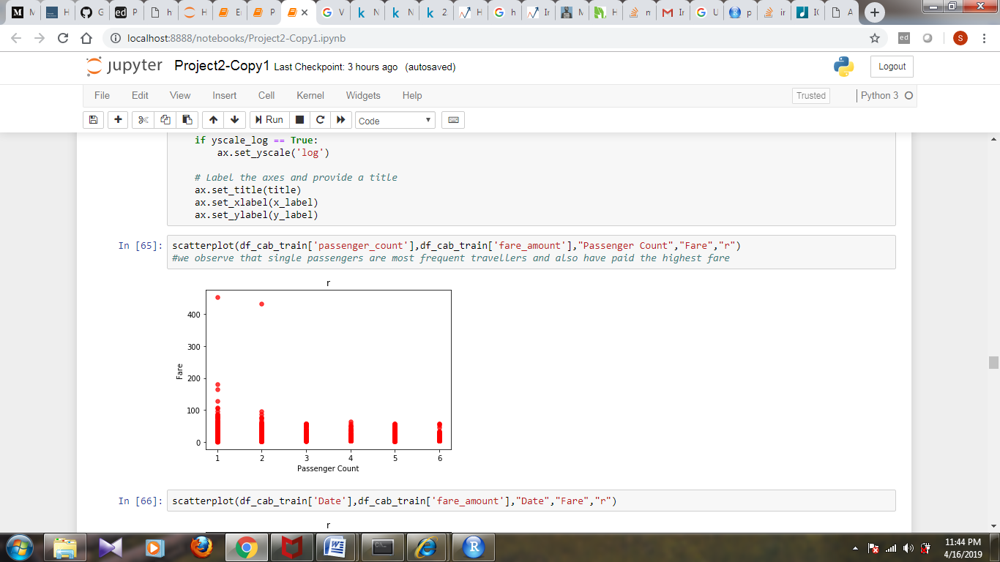 M
H
G
ed P
h
H
E
P
G V
k N
k N
k 2
H
G h
Ir
M
H
n
Ir
G U
p
ir
IC
A
localhost:8888/notebooks/Project2-Copy1.ipynb
ed
S
jupyter Project2-Copy1 Last Checkpoint: 3 hours ago (autosaved)
Logout
File Edit View Insert Cell Kernel Widgets Help
Trusted
Python 3
Run
Code
if yscale_log == True:
ax.set_yscale('log')
# Label the axes and provide a title
ax.set_title(title)
ax.set_xlabel(x_label)
ax.set_ylabel(y_label)
In [65]: scatterplot(df_cab_train['passenger_count'],df_cab_train['fare_amount'],"Passenger Count","Fare","r")
#we observe that single passengers are most frequent travellers and also have paid the highest fare
r
400
300
200
100
0
Fare
1 2 3 4 5 6
Passenger Count
In [66]: scatterplot(df_cab_train['Date'],df_cab_train['fare_amount'],"Date","Fare","r")
r
11:44 PM
4/16/2019